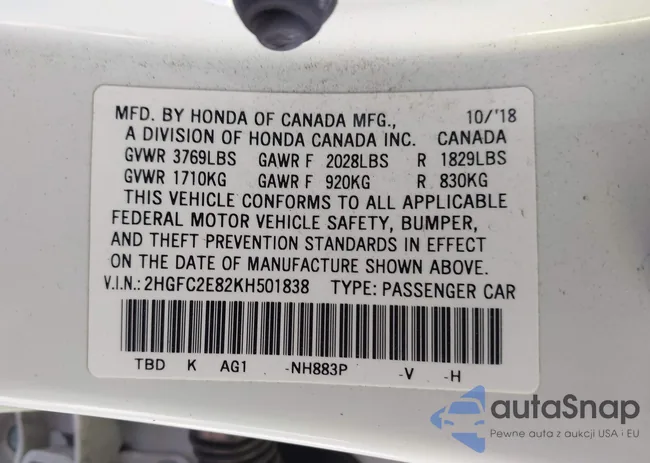 MFD. BY HONDA OF CANADA MFG., 10/'18
A DIVISION OF HONDA CANADA INC. CANADA
GVWR 3769LBS GAWR F 2028LBS R 1829LBS
GVWR 1710KG GAWR F 920KG R 830KG
THIS VEHICLE CONFORMS TO ALL APPLICABLE
FEDERAL MOTOR VEHICLE SAFETY, BUMPER,
AND THEFT PREVENTION STANDARDS IN EFFECT
ON THE DATE OF MANUFACTURE SHOWN ABOVE.
V.I.N.: 2HGFC2E82KH501838 TYPE: PASSENGER CAR
TBD K AG1 -NH883P -V -H
autaSnap
Pewne auta z aukcji USA i EU